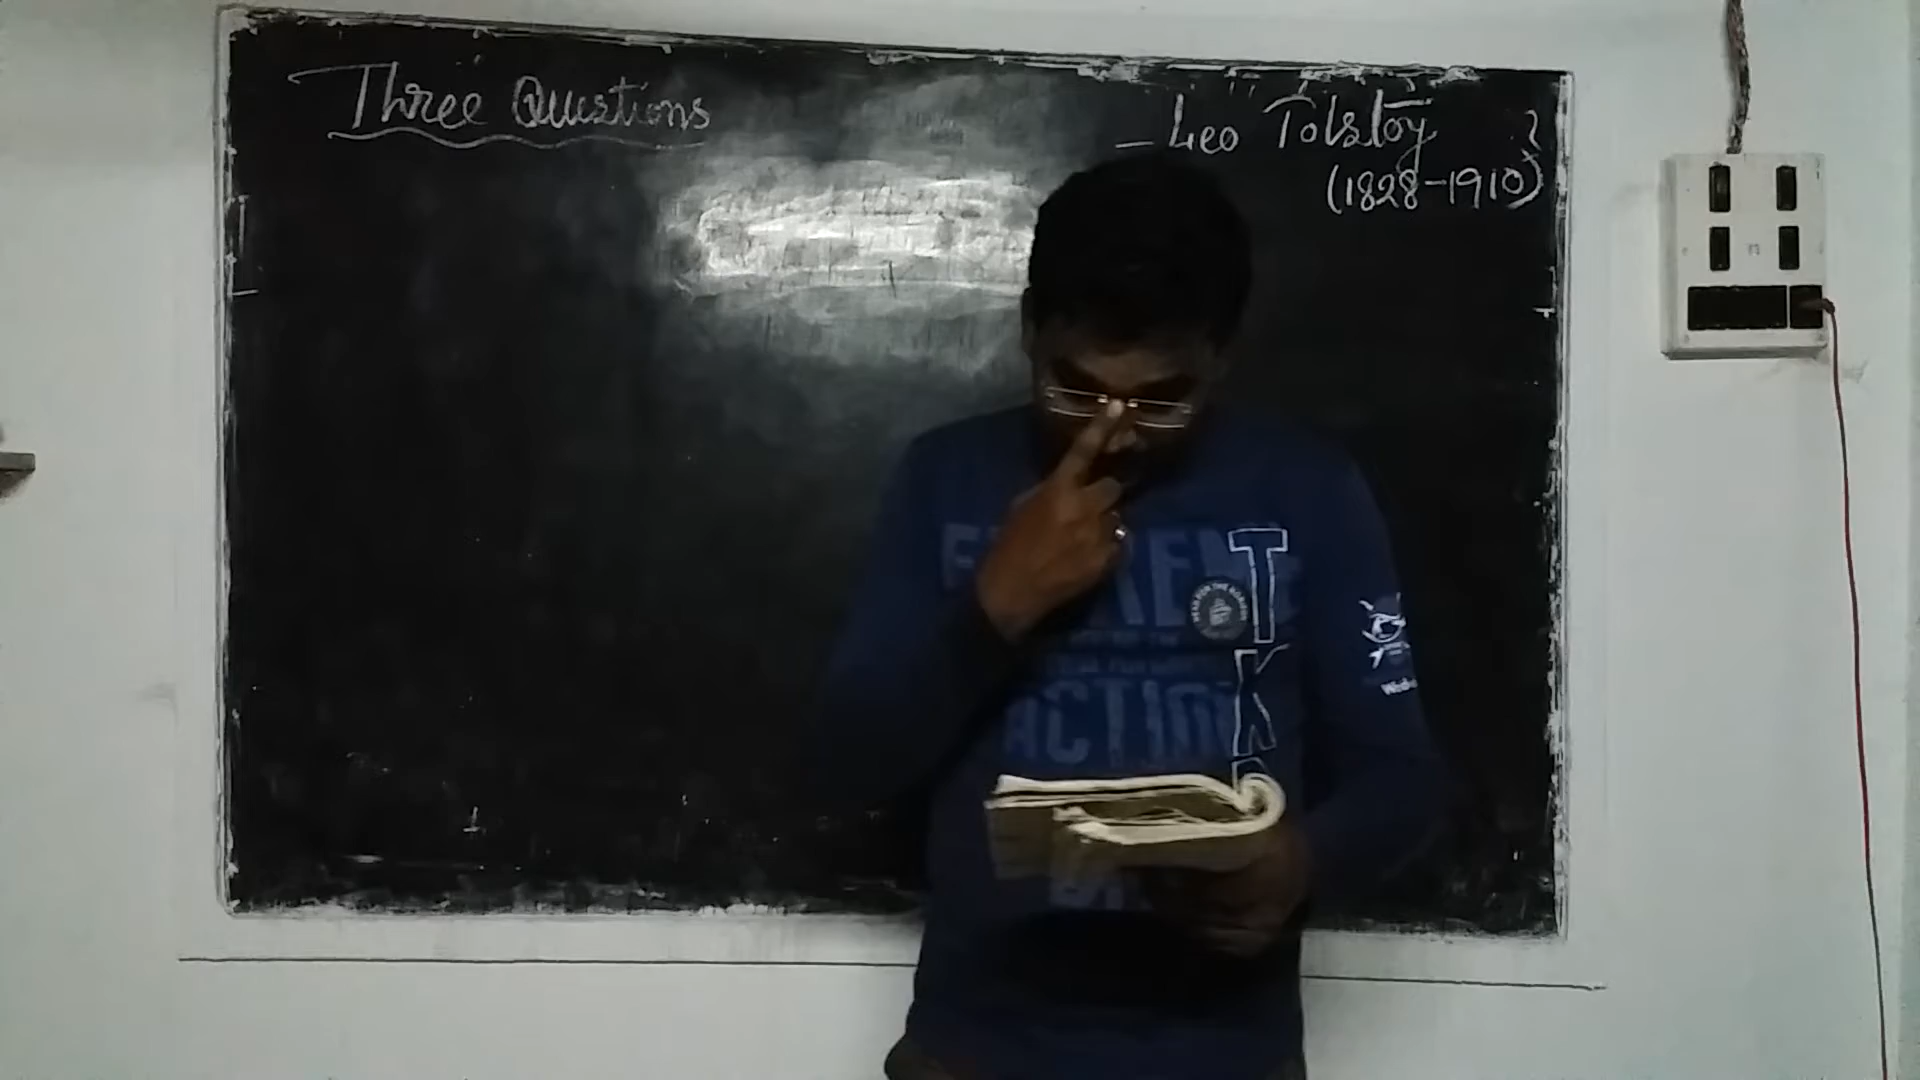 Three Questions
— Leo Tolstoy
(1828-1910)
T
K
ACTION